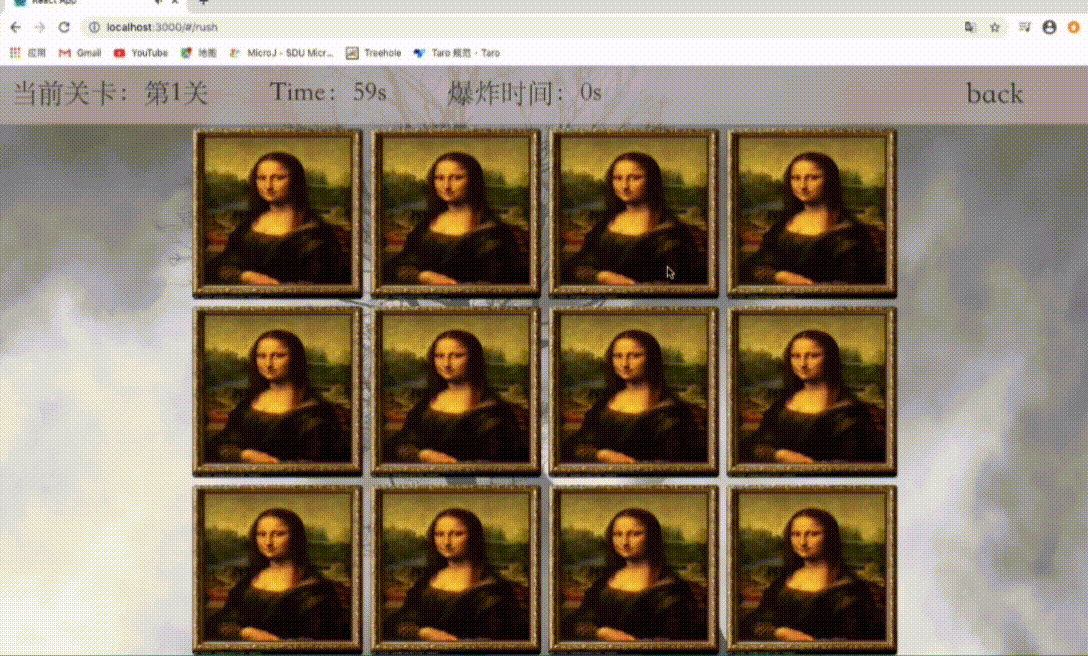 React App
localhost:3000/#/rush
应用 Gmail YouTube 地图 MicroJ - SDU Micr... Treehole Taro 规范 · Taro
当前关卡：第1关 Time：59s 爆炸时间：0s back